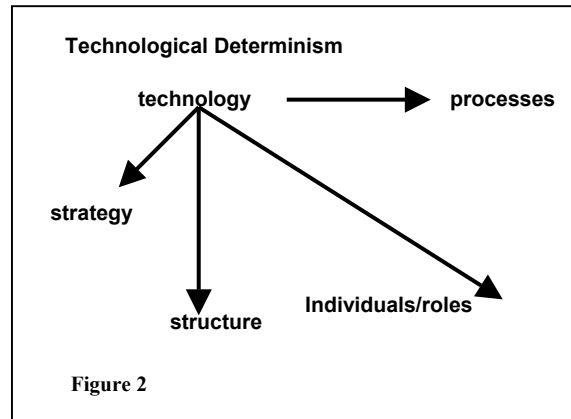 Technological Determinism
technology
processes
strategy
Individuals/roles
structure
Figure 2